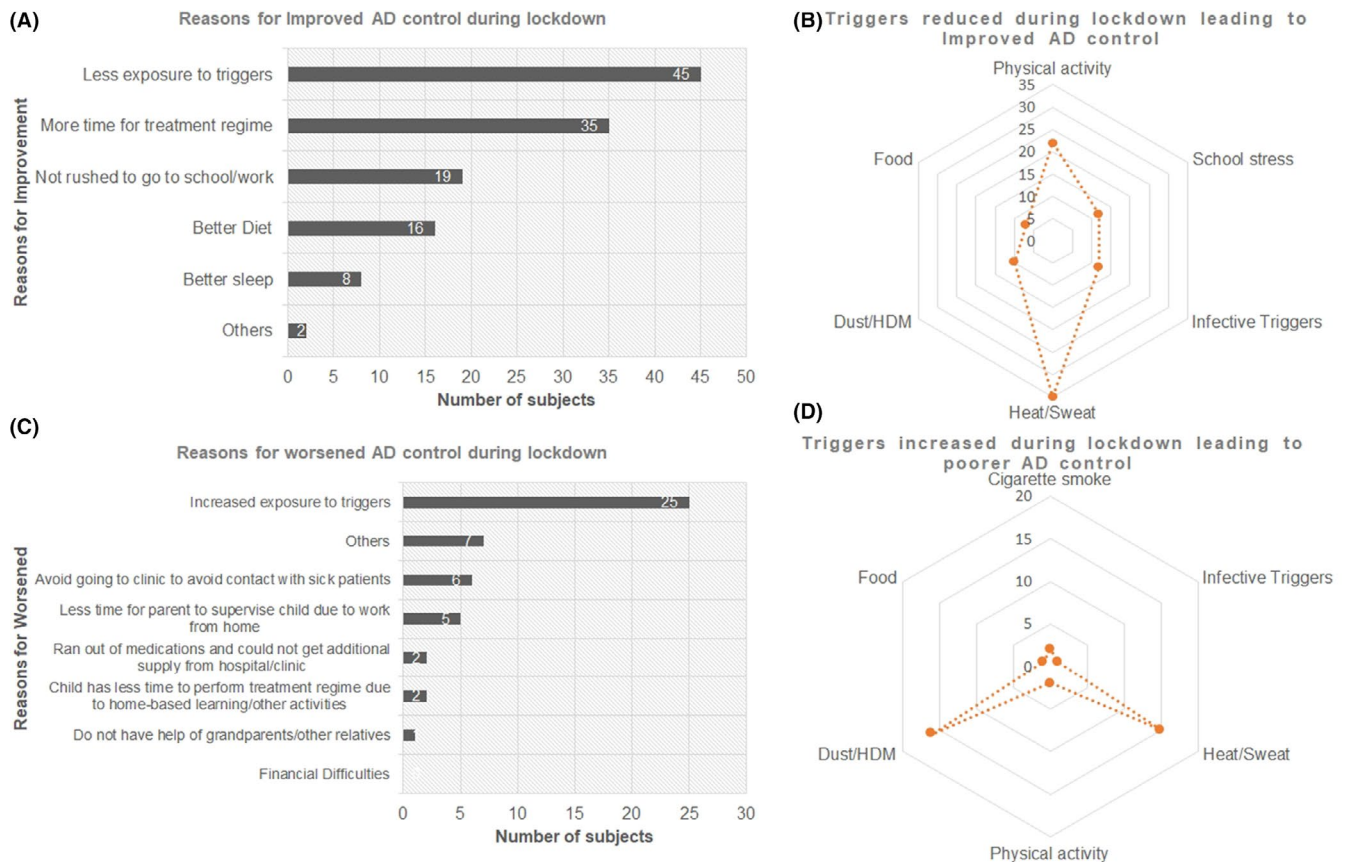 (A)
Reasons for Improved AD control during lockdown
Reasons for Improvement
Less exposure to triggers
45
More time for treatment regime
35
Not rushed to go to school/work
19
Better Diet
16
Better sleep
8
Others
2
0 5 10 15 20 25 30 35 40 45 50
Number of subjects
(B)
Triggers reduced during lockdown leading to
Improved AD control
Physical activity
35
30
25
20
15
10
5
0
School stress
Infective Triggers
Heat/Sweat
Dust/HDM
Food
(C)
Reasons for worsened AD control during lockdown
Reasons for Worsened
Increased exposure to triggers
25
Others
7
Avoid going to clinic to avoid contact with sick patients
6
Less time for parent to supervise child due to work
from home
5
Ran out of medications and could not get additional
supply from hospital/clinic
2
Child has less time to perform treatment regime due
to home-based learning/other activities
2
Do not have help of grandparents/other relatives
Financial Difficulties
0 5 10 15 20 25 30
Number of subjects
(D)
Triggers increased during lockdown leading to
poorer AD control
Cigarette smoke
20
15
10
5
0
Infective Triggers
Heat/Sweat
Physical activity
Dust/HDM
Food